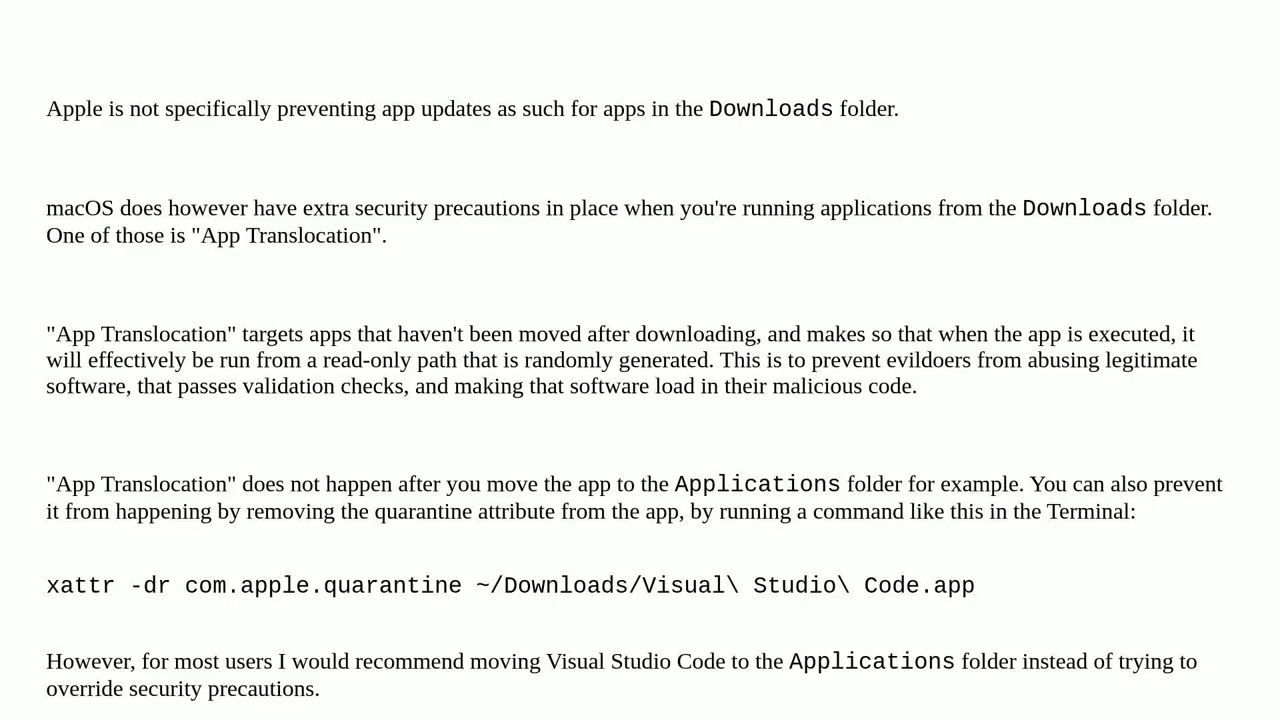 Apple is not specifically preventing app updates as such for apps in the Downloads folder.
macOS does however have extra security precautions in place when you're running applications from the Downloads folder.
One of those is "App Translocation".
"App Translocation" targets apps that haven't been moved after downloading, and makes so that when the app is executed, it
will effectively be run from a read-only path that is randomly generated. This is to prevent evildoers from abusing legitimate
software, that passes validation checks, and making that software load in their malicious code.
"App Translocation" does not happen after you move the app to the Applications folder for example. You can also prevent
it from happening by removing the quarantine attribute from the app, by running a command like this in the Terminal:
xattr -dr com.apple.quarantine ~/Downloads/Visual\ Studio\ Code.app
However, for most users I would recommend moving Visual Studio Code to the Applications folder instead of trying to
override security precautions.